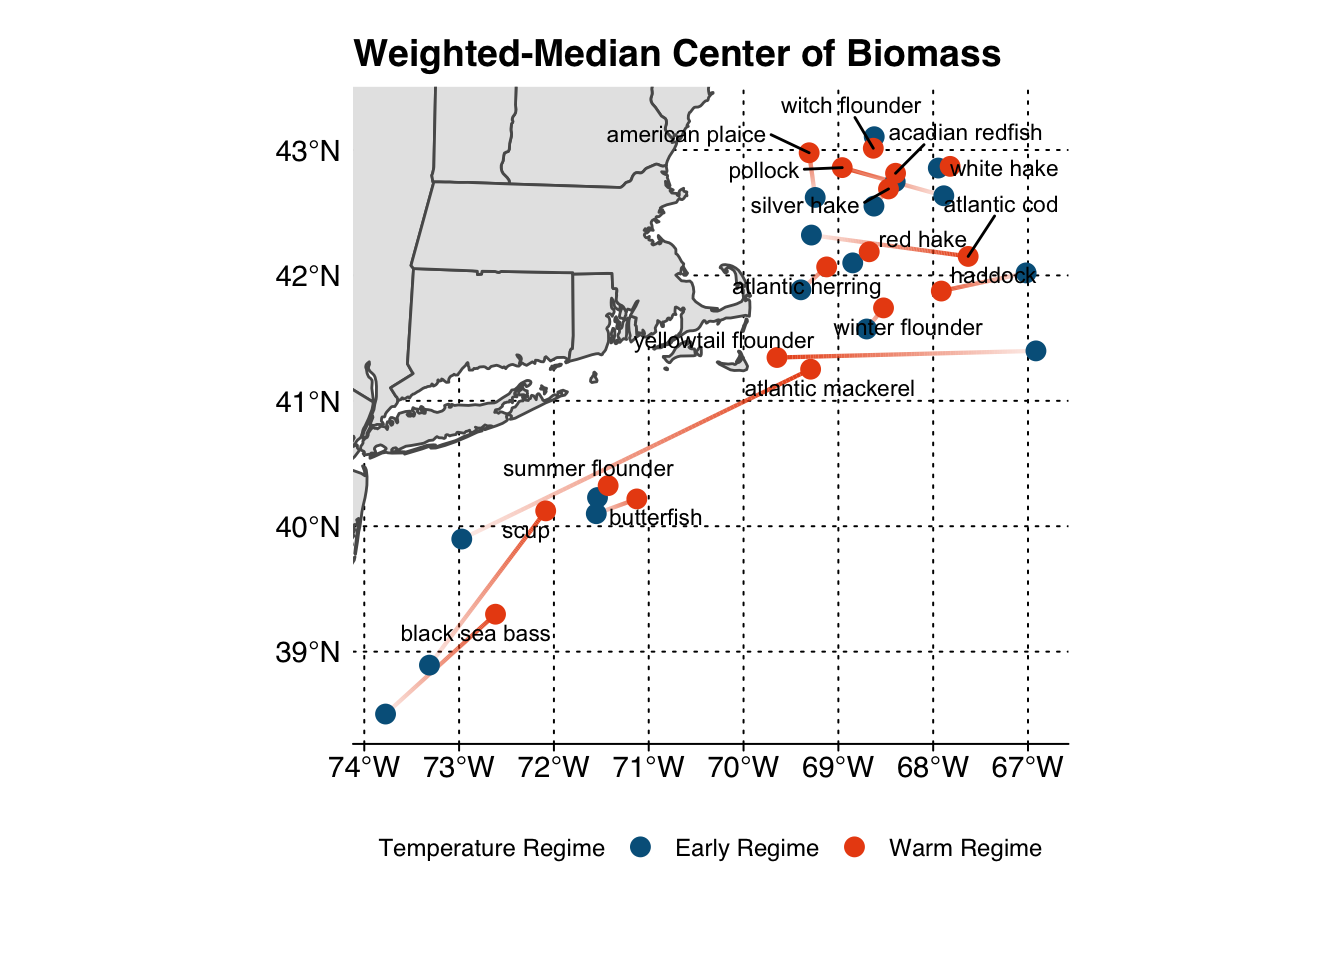 Weighted-Median Center of Biomass
witch flounder
american plaice
acadian redfish
43°N
pollock
white hake
silver hake
atlantic cod
red hake
42°N
haddock
atlantic herring
winter flounder
yellowtail flounder
atlantic mackerel
41°N
summer flounder
butterfish
40°N
scup
black sea bass
39°N
74°W 73°W 72°W 71°W 70°W 69°W 68°W 67°W
Temperature Regime Early Regime Warm Regime